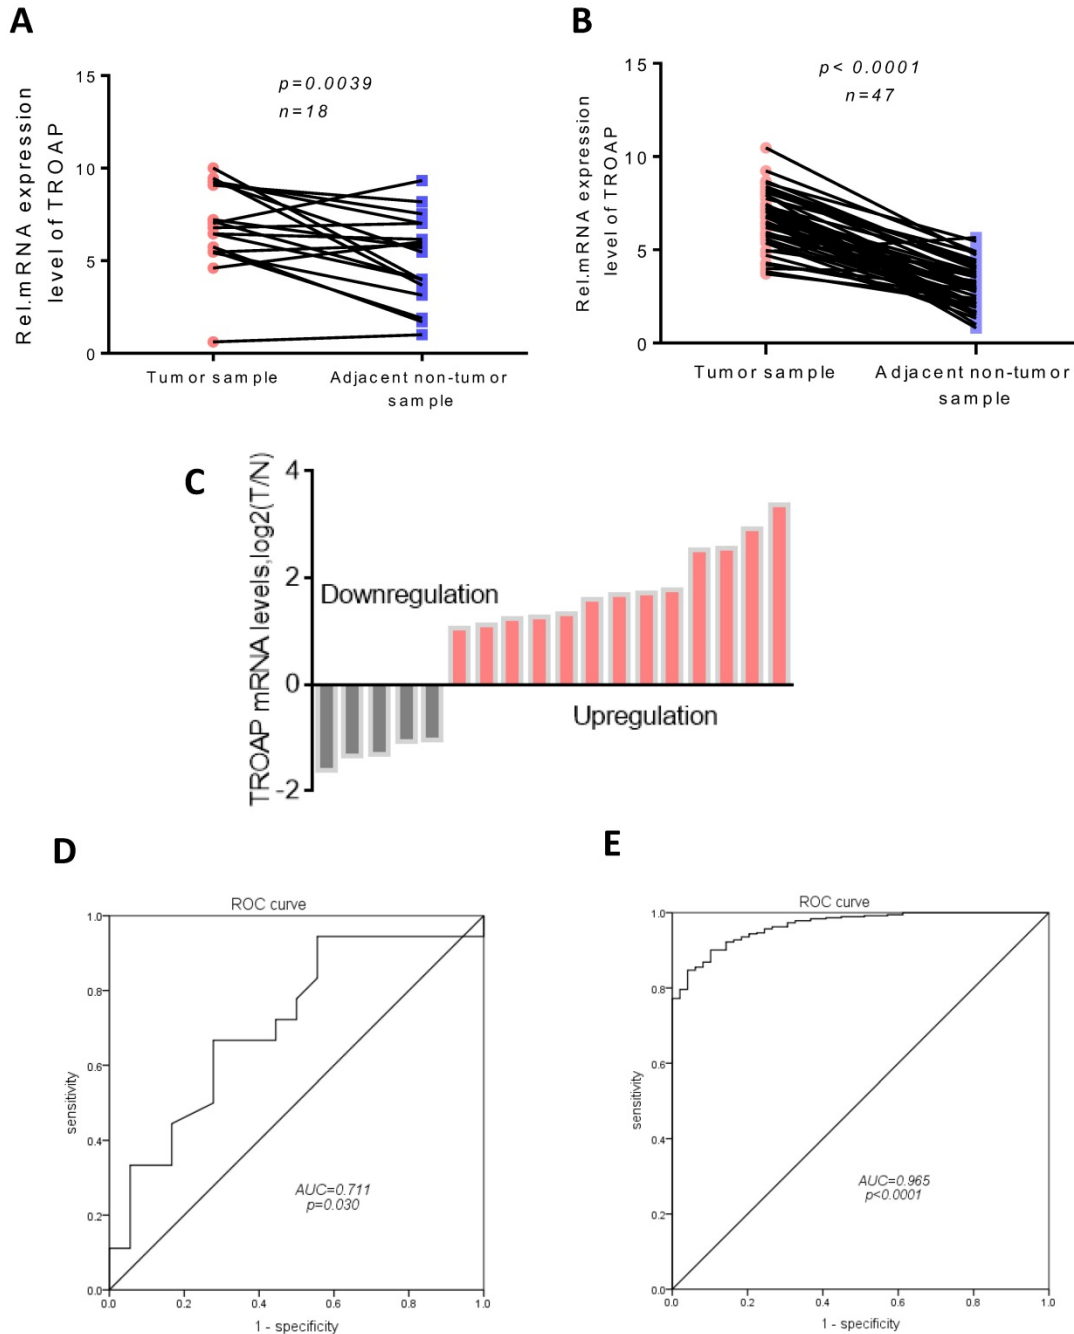 A
15
10
5
0
Rel.mRNA expression
level of TROAP
p=0.0039
n=18
Tumor sample
Adjacent non-tumor
sample
B
15
10
5
0
Rel.mRNA expression
level of TROAP
p< 0.0001
n=47
Tumor sample
Adjacent non-tumor
sample
C
TROAP mRNA levels,log2(T/N)
4
2
0
-2
Downregulation
Upregulation
D
ROC curve
1.0
0.8
0.6
0.4
0.2
0.0
sensitivity
AUC=0.711
p=0.030
0.0 0.2 0.4 0.6 0.8 1.0
1 - specificity
E
ROC curve
1.0
0.8
0.6
0.4
0.2
0.0
sensitivity
AUC=0.965
p<0.0001
0.0 0.2 0.4 0.6 0.8 1.0
1 - specificity